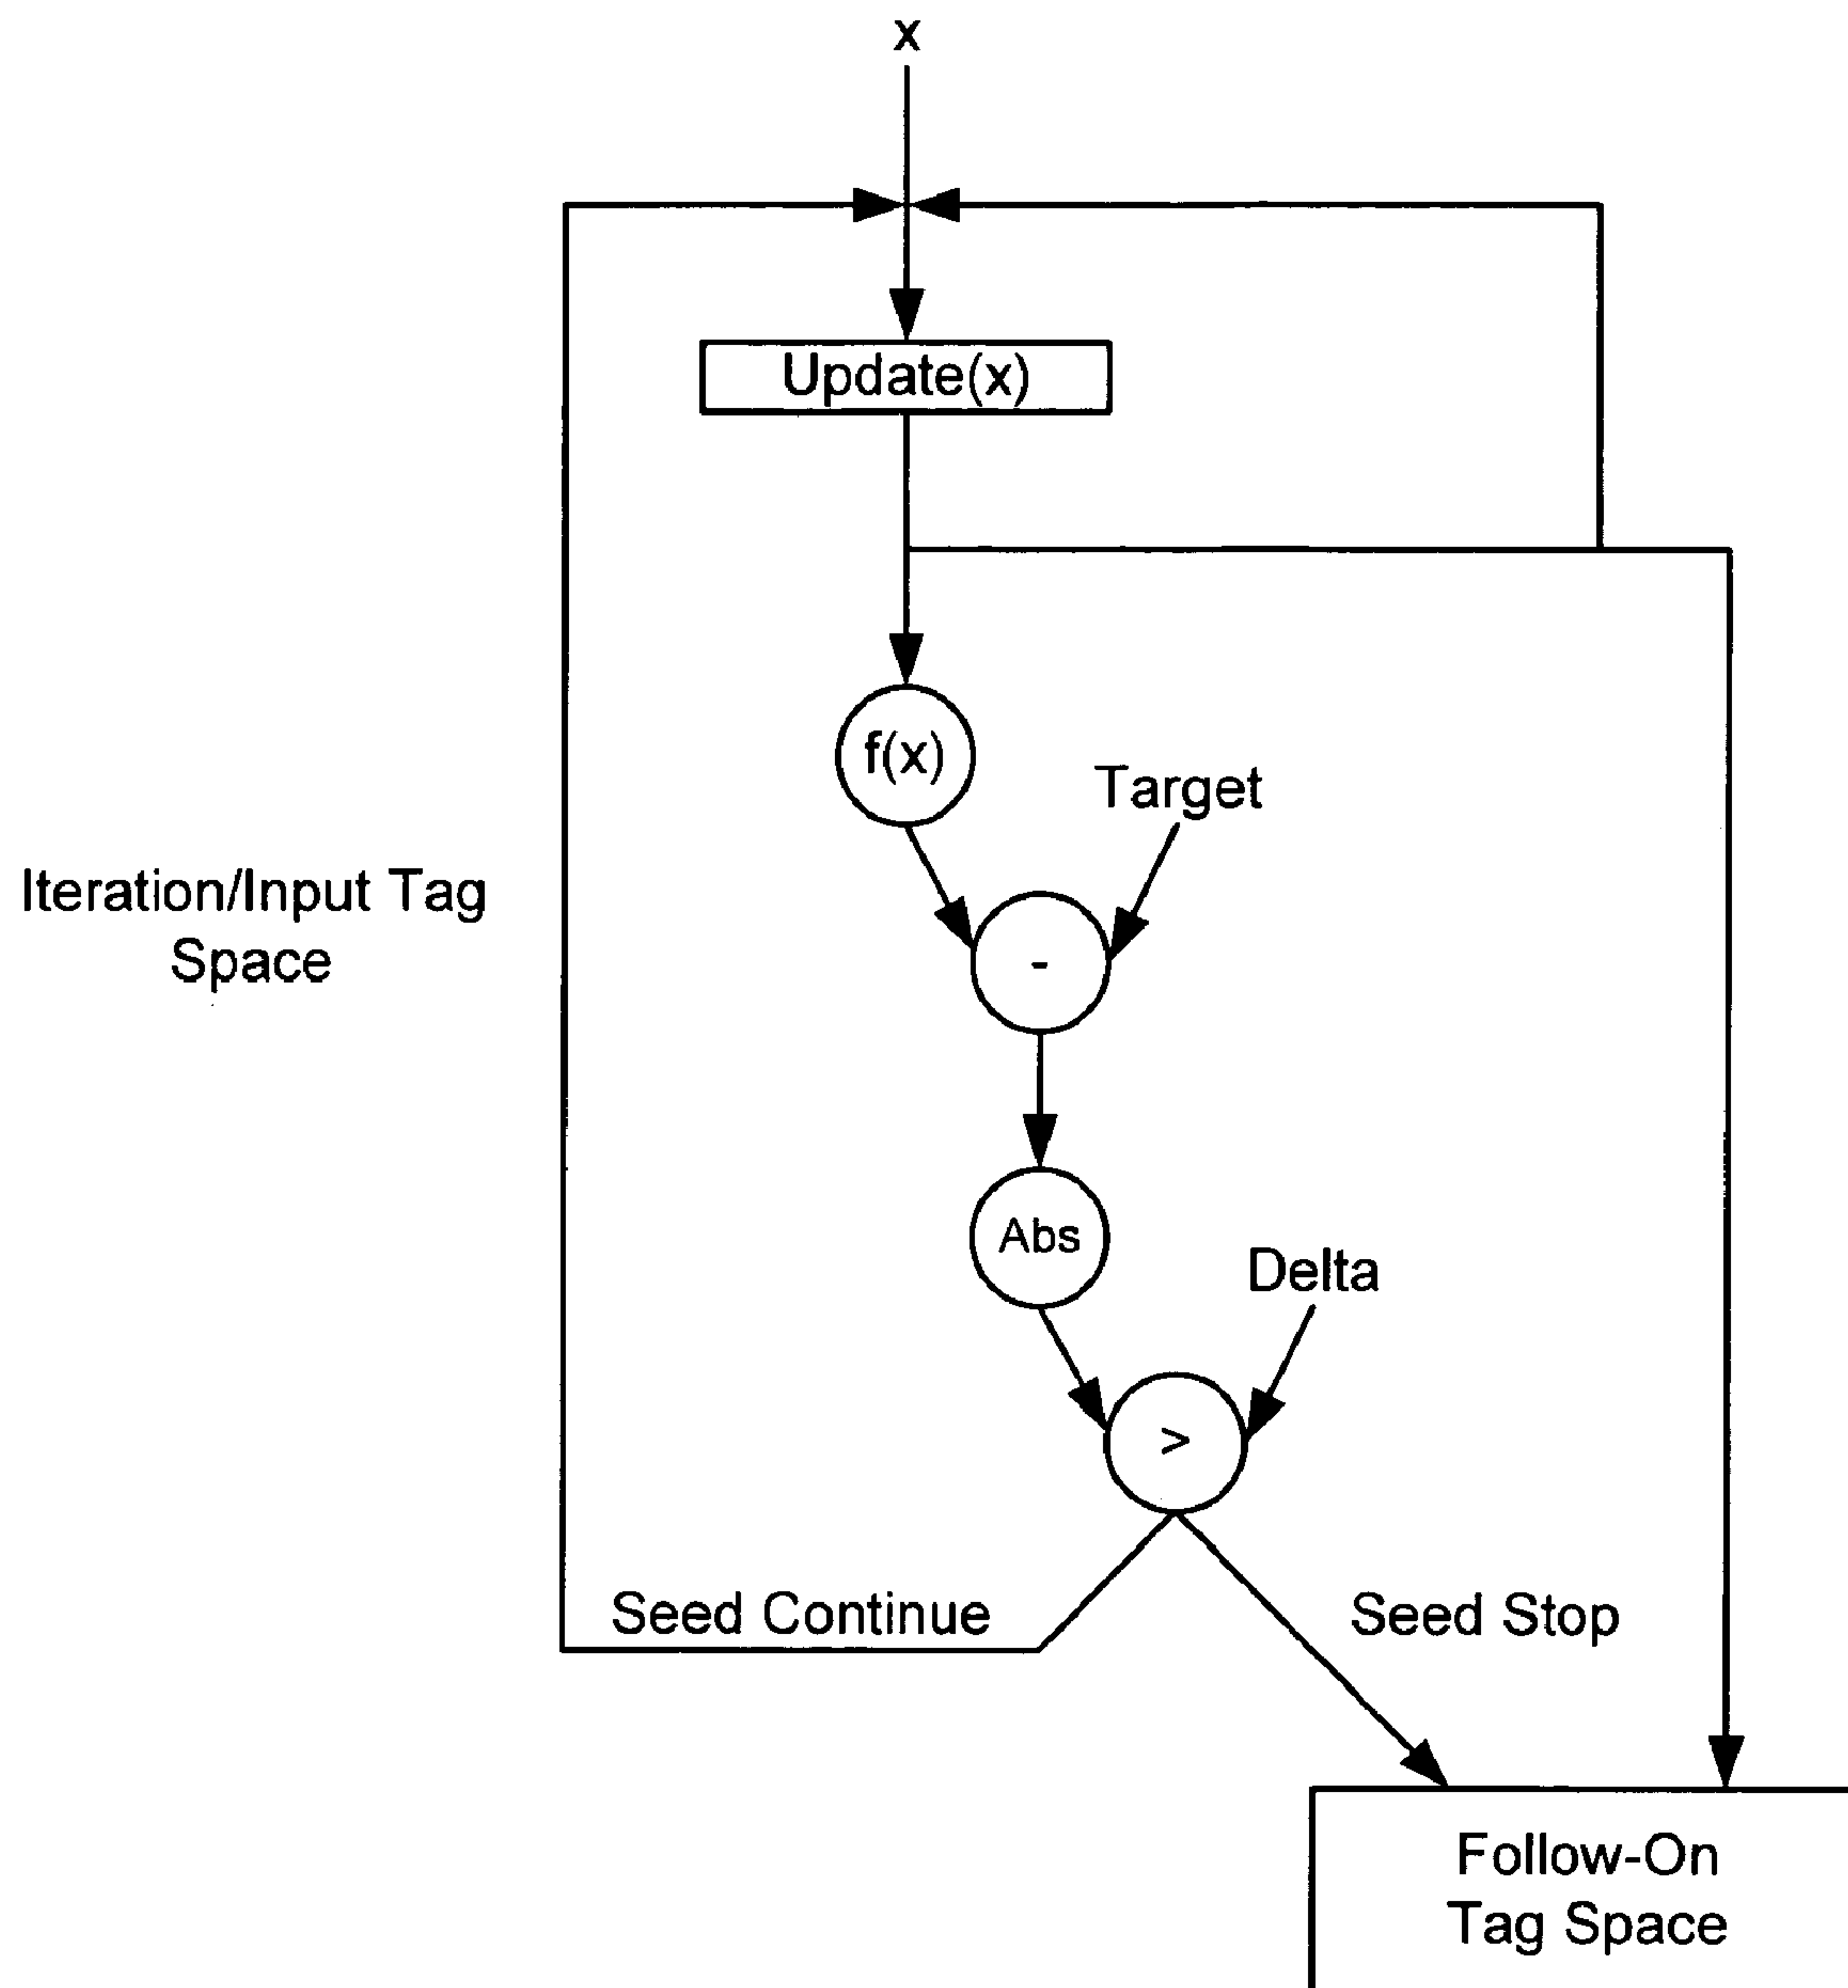 x
Update(x)
f(x)
Target
Iteration/Input Tag
Space
-
Abs
Delta
>
Seed Continue
Seed Stop
Follow-On
Tag Space